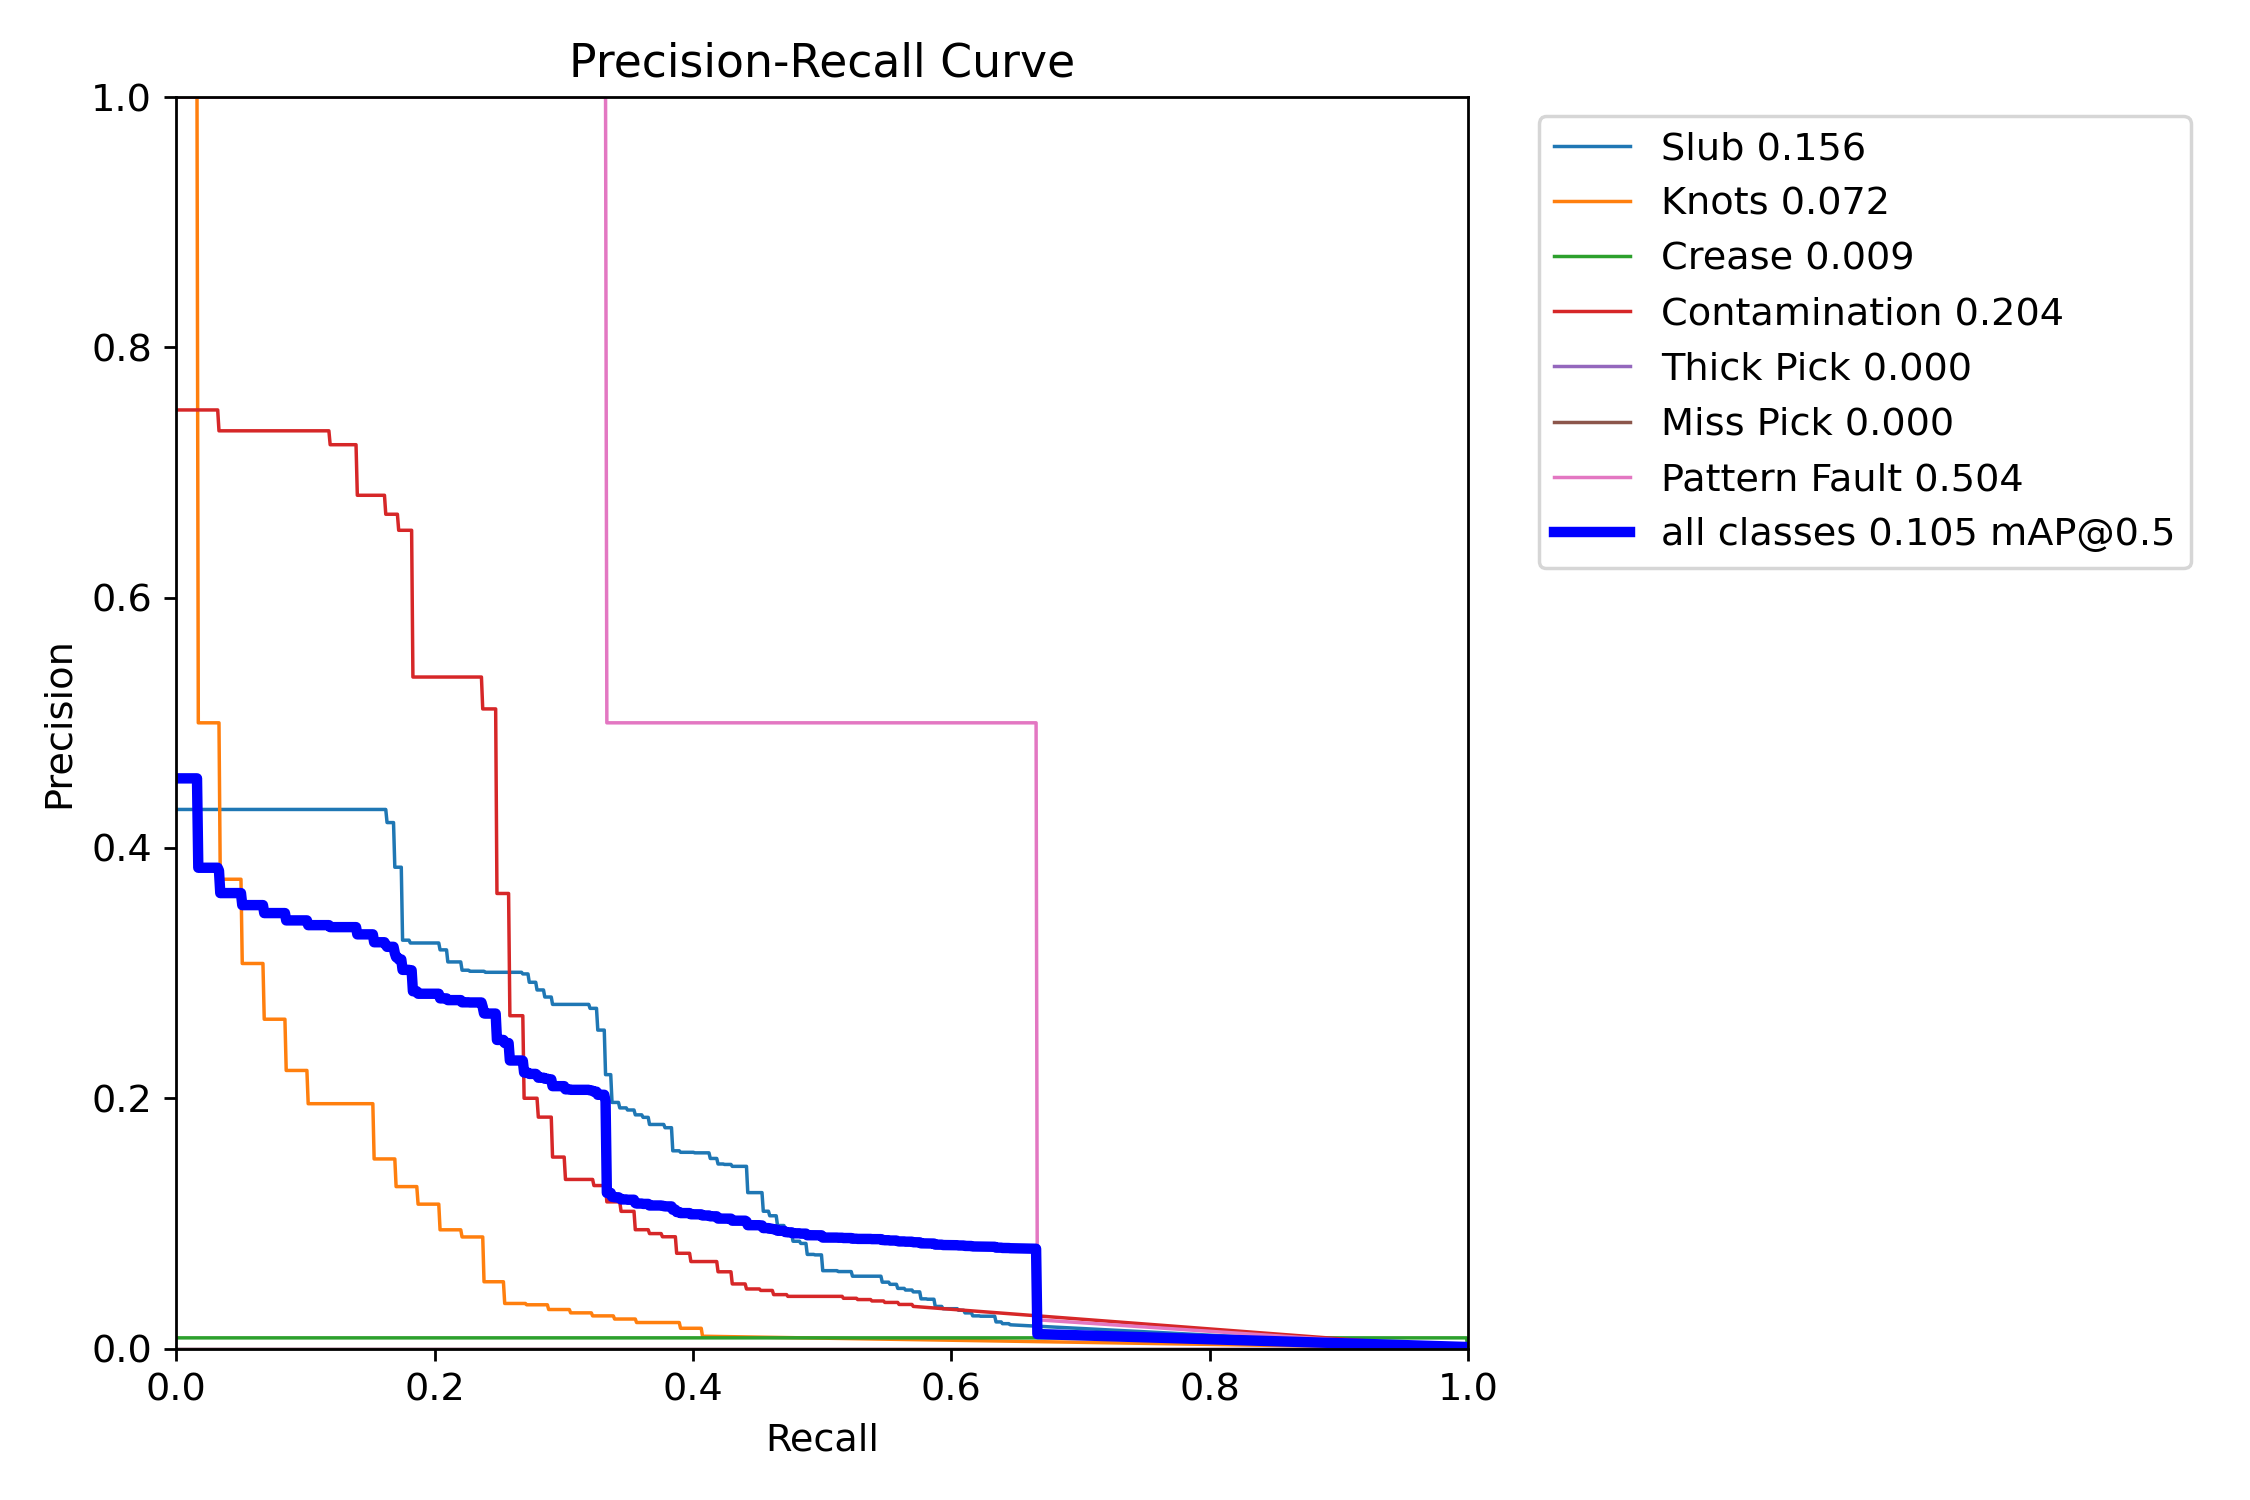 Precision-Recall Curve
1.0
0.8
0.6
0.4
0.2
0.0
Precision
0.0 0.2 0.4 0.6 0.8 1.0
Recall
Slub 0.156
Knots 0.072
Crease 0.009
Contamination 0.204
Thick Pick 0.000
Miss Pick 0.000
Pattern Fault 0.504
all classes 0.105 mAP@0.5